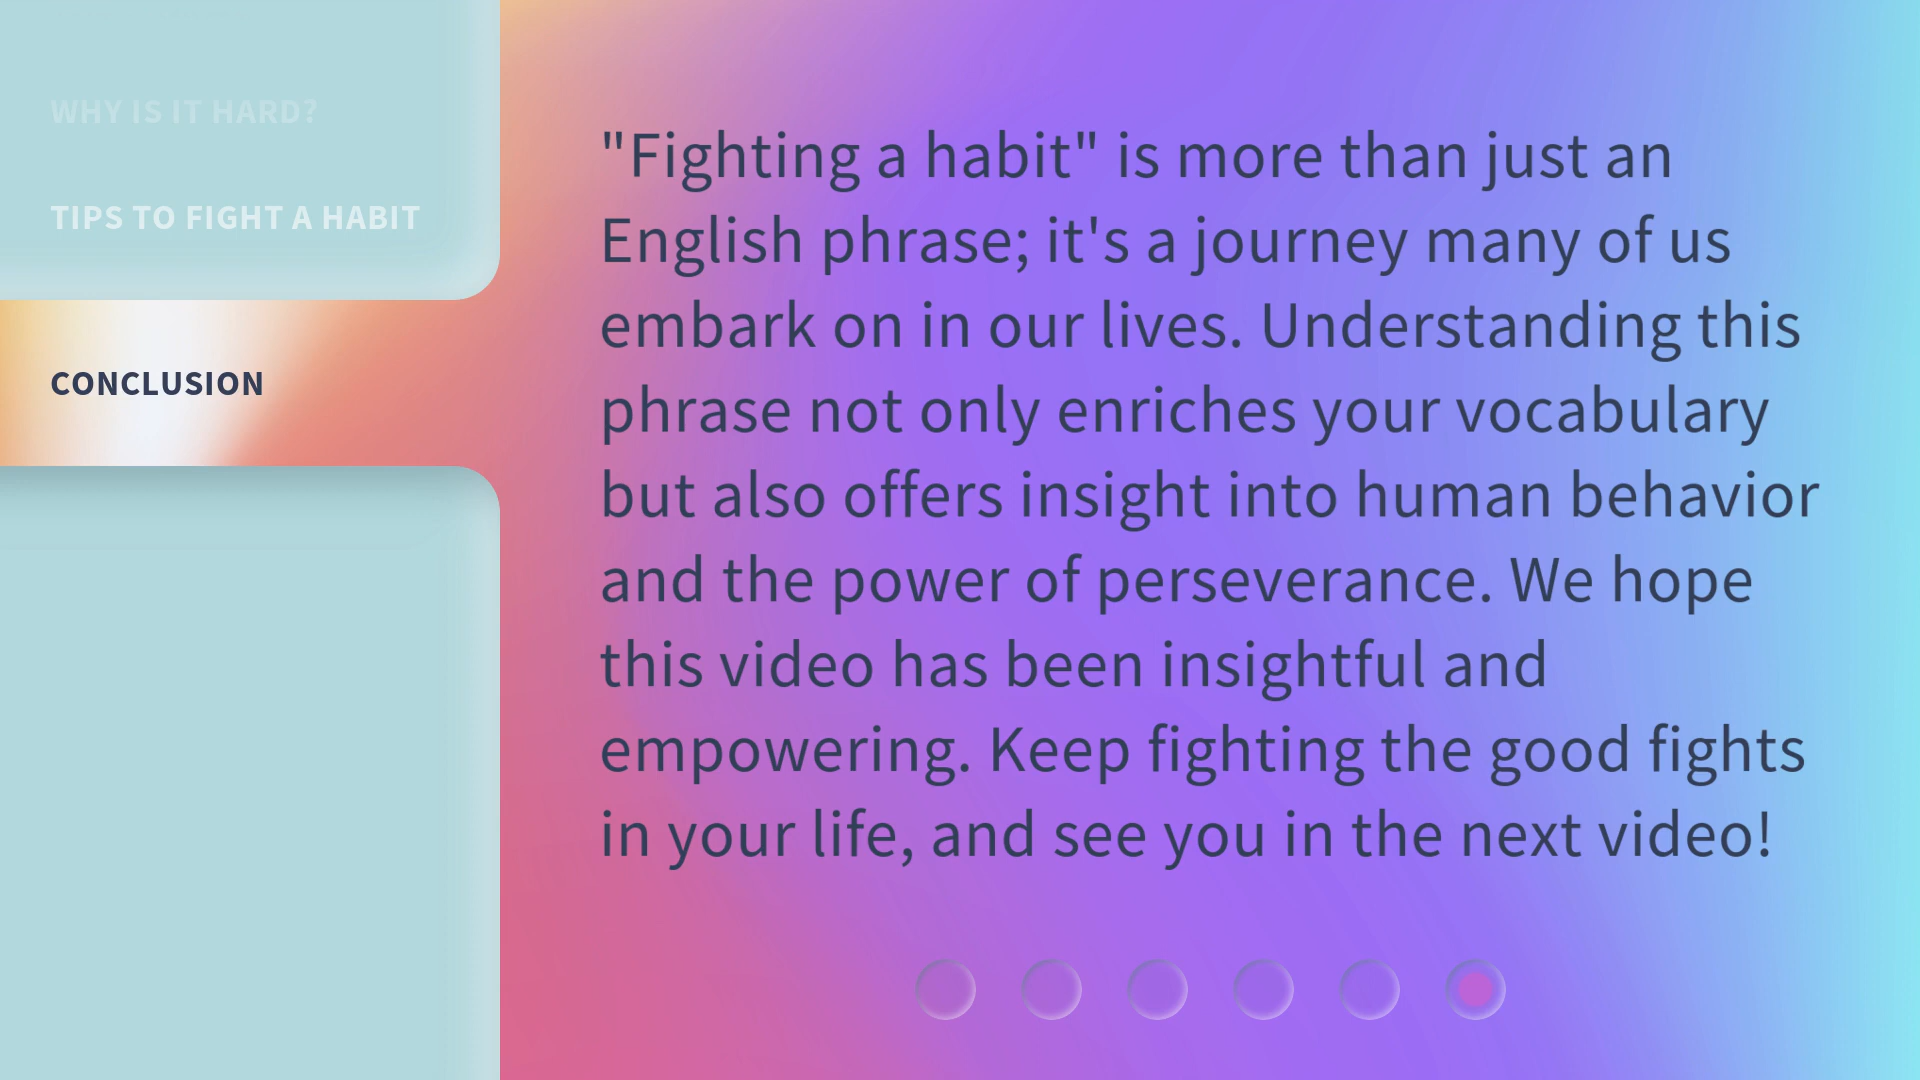 WHY IS IT HARD?
TIPS TO FIGHT A HABIT
CONCLUSION
"Fighting a habit" is more than just an
English phrase; it's a journey many of us
embark on in our lives. Understanding this
phrase not only enriches your vocabulary
but also offers insight into human behavior
and the power of perseverance. We hope
this video has been insightful and
empowering. Keep fighting the good fights
in your life, and see you in the next video!